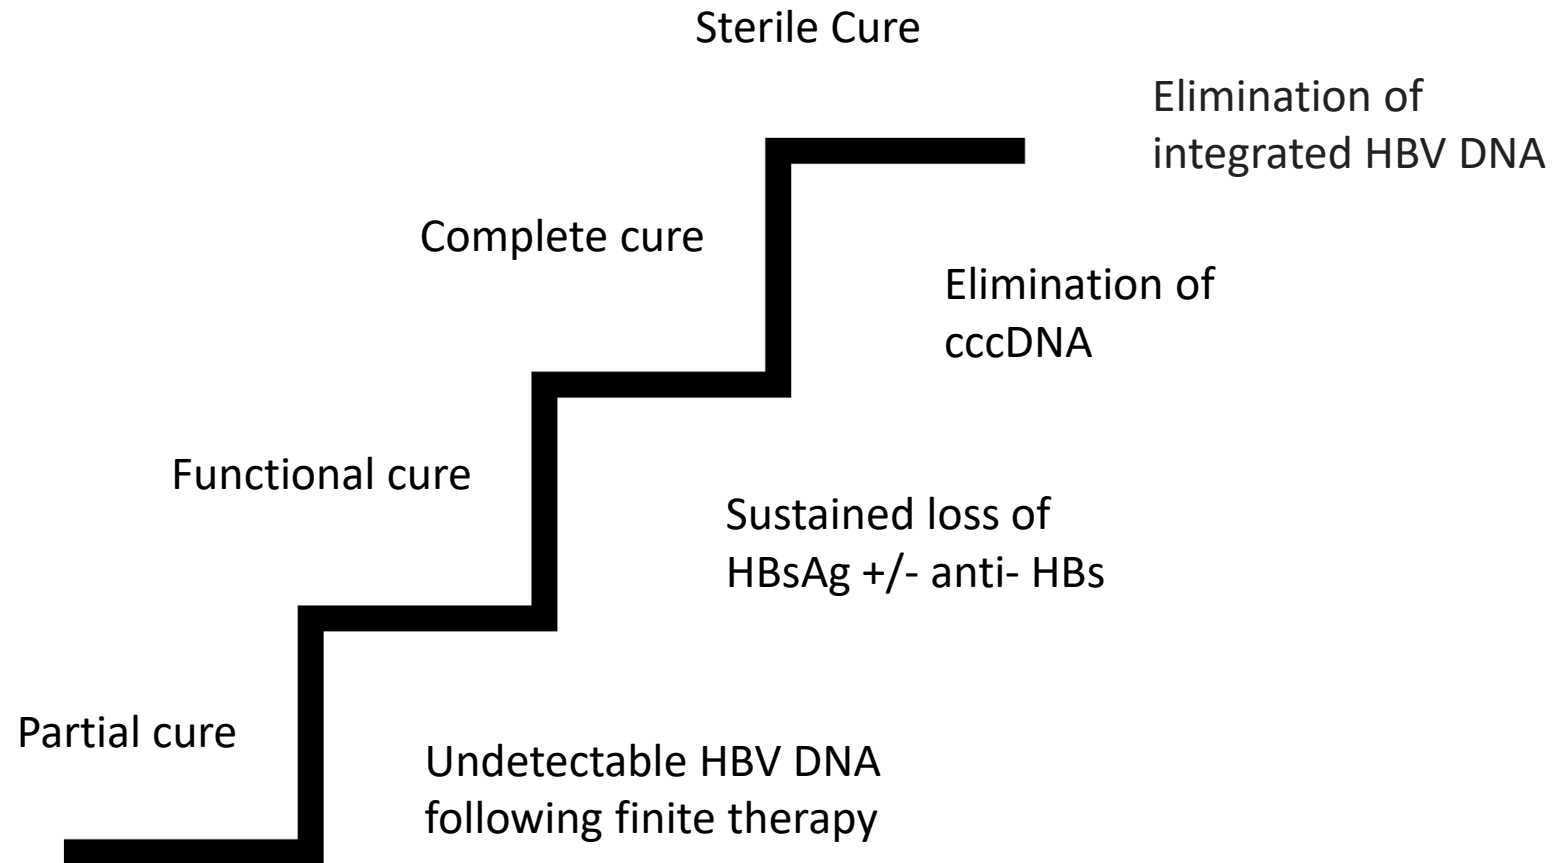 Sterile Cure
Elimination of
integrated HBV DNA
Complete cure
Elimination of
cccDNA
Functional cure
Sustained loss of
HBsAg +/- anti- HBs
Partial cure
Undetectable HBV DNA
following finite therapy